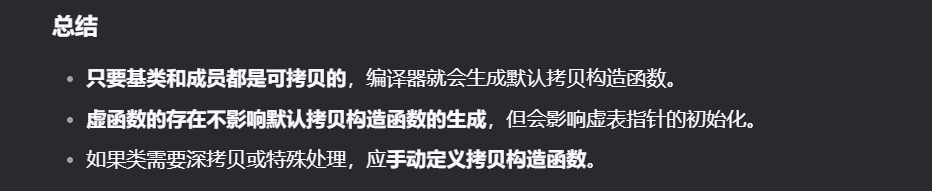 总结
只要基类和成员都是可拷贝的，编译器就会生成默认拷贝构造函数。
虚函数的存在不影响默认拷贝构造函数的生成，但会影响虚表指针的初始化。
如果类需要深拷贝或特殊处理，应手动定义拷贝构造函数。